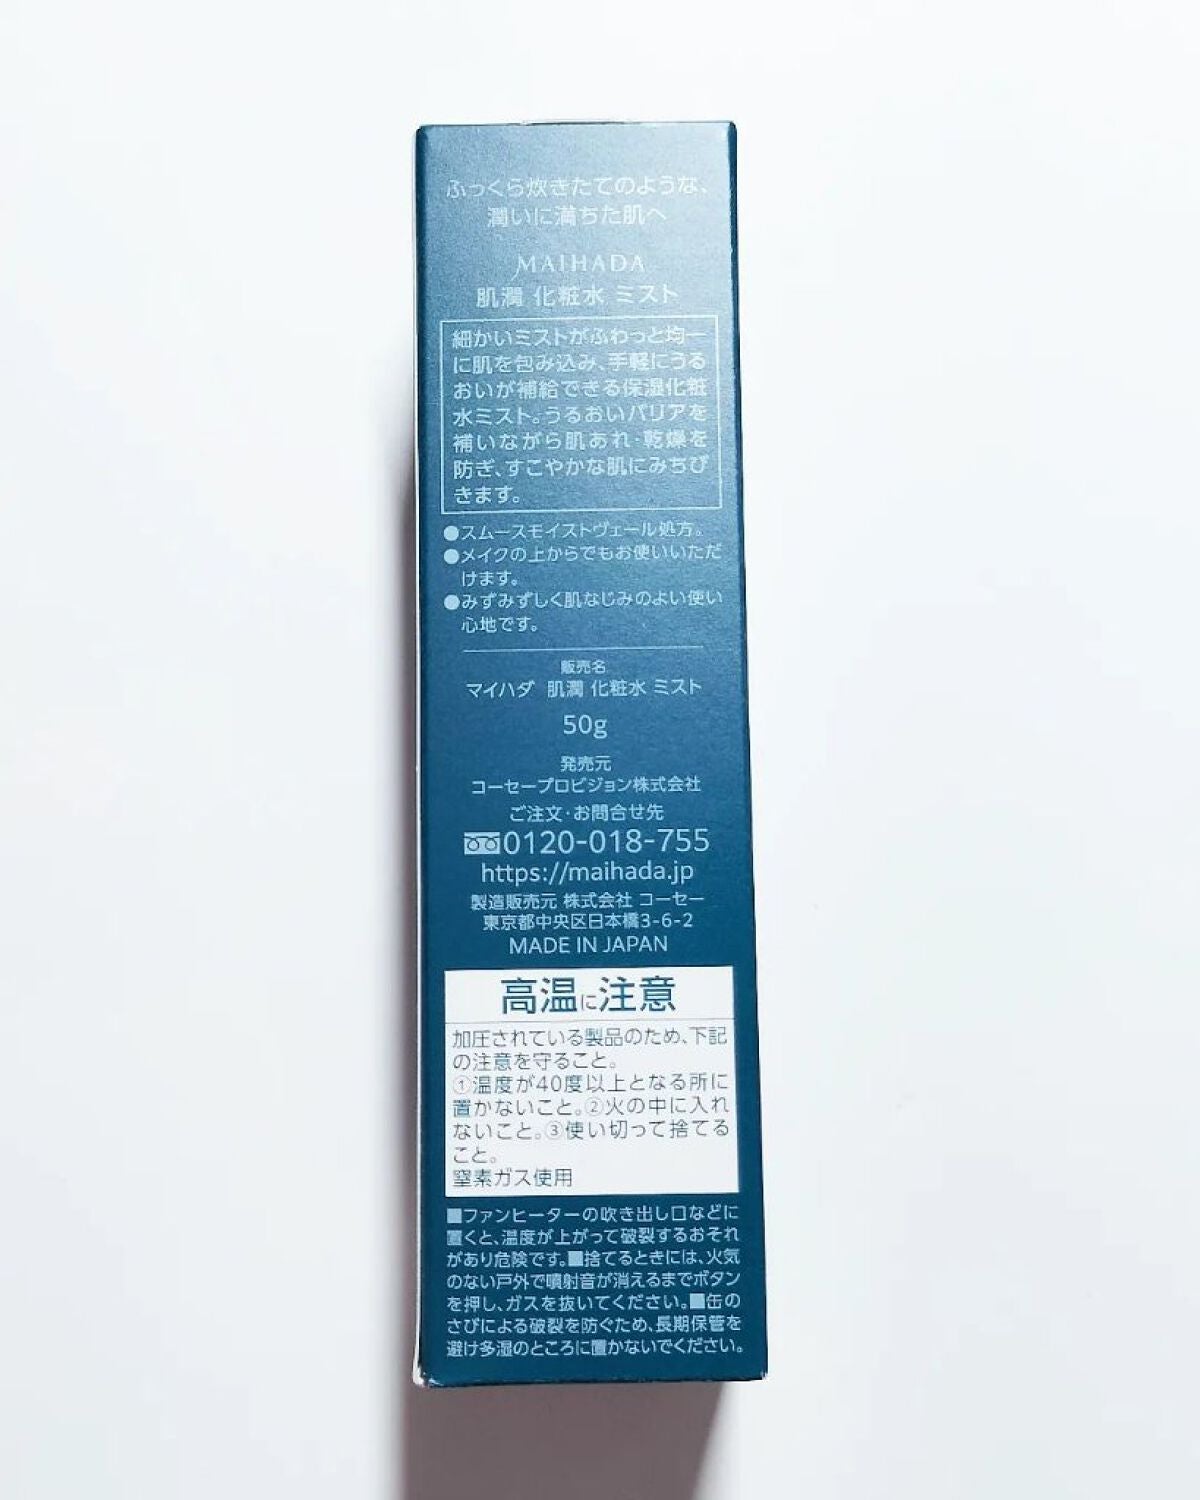 ふっくら炊きたてのような、
潤いに満ちた肌へ
MAIHADA
肌潤 化粧水 ミスト
細かいミストがふわっと均一
に肌を包み込み、手軽にうる
おいが補給できる保湿化粧
水ミスト。うるおいバリアを
補いながら肌あれ・乾燥を
防ぎ、すこやかな肌にみちび
きます。
●スムースモイストヴェール処方。
●メイクの上からでもお使いいただ
けます。
●みずみずしく肌なじみのよい使い
心地です。
販売名
マイハダ 肌潤 化粧水 ミスト
50g
発売元
コーセープロビジョン株式会社
ご注文・お問合せ先
0120-018-755
https://maihada.jp
製造販売元 株式会社 コーセー
東京都中央区日本橋3-6-2
MADE IN JAPAN
高温に注意
加圧されている製品のため、下記
の注意を守ること。
①温度が40度以上となる所に
置かないこと。②火の中に入れ
ないこと。③使い切って捨てる
こと。
窒素ガス使用
■ファンヒーターの吹き出し口などに
置くと、温度が上がって破裂するおそれ
があり危険です。■捨てるときには、火気
のない戸外で噴射音が消えるまでボタン
を押し、ガスを抜いてください。■缶の
さびによる破裂を防ぐため、長期保管を
避け多湿のところに置かないでください。